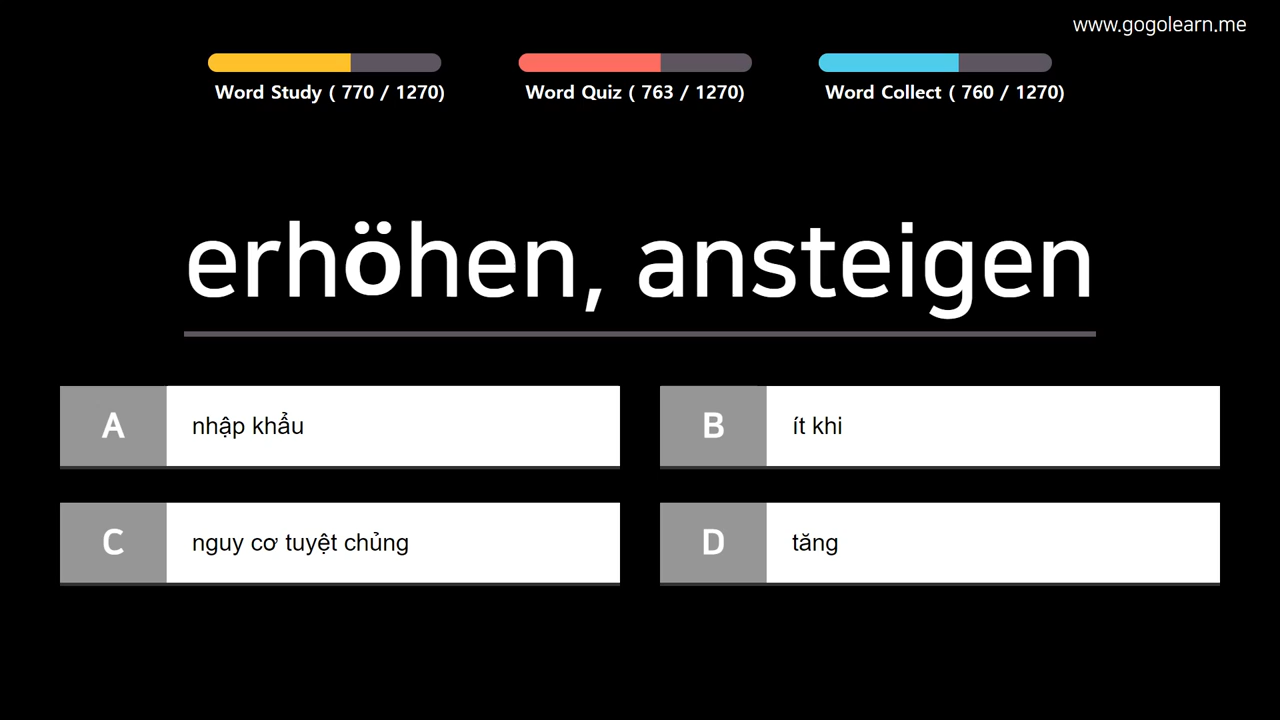 www.gogolearn.me
Word Study ( 770 / 1270)
Word Quiz ( 763 / 1270)
Word Collect ( 760 / 1270)
erhöhen, ansteigen
A nhập khẩu
B ít khi
C nguy cơ tuyệt chủng
D tăng